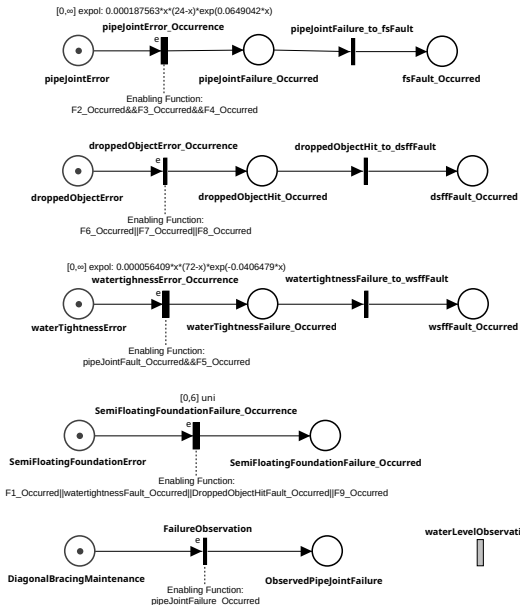 [0,∞] expol: 0.000187563*x*(24-x)*exp(0.0649042*x)
pipeJointError_Occurrence
pipeJointFailure_to_fsFault
e
pipeJointError
pipeJointFailure_Occurred
fsFault_Occurred
Enabling Function:
F2_Occurred&&F3_Occurred&&F4_Occurred
droppedObjectError_Occurrence
droppedObjectHit_to_dsffFault
e
droppedObjectError
droppedObjectHit_Occurred
dsffFault_Occurred
Enabling Function:
F6_Occurred||F7_Occurred||F8_Occurred
[0,∞] expol: 0.000056409*x*(72-x)*exp(-0.0406479*x)
watertighnessError_Occurrence
watertightnessFailure_to_wsffFault
e
waterTightnessError
waterTightnessFailure_Occurred
wsffFault_Occurred
Enabling Function:
pipeJointFault_Occurred&&F5_Occurred
[0,6] uni
SemiFloatingFoundationFailure_Occurrence
e
SemiFloatingFoundationError
SemiFloatingFoundationFailure_Occurred
Enabling Function:
F1_Occurred||watertightnessFault_Occurred||DroppedObjectHitFault_Occurred||F9_Occurred
FailureObservation
waterLevelObservati
e
DiagonalBracingMaintenance
ObservedPipeJointFailure
Enabling Function:
pipeJointFailure_Occurred